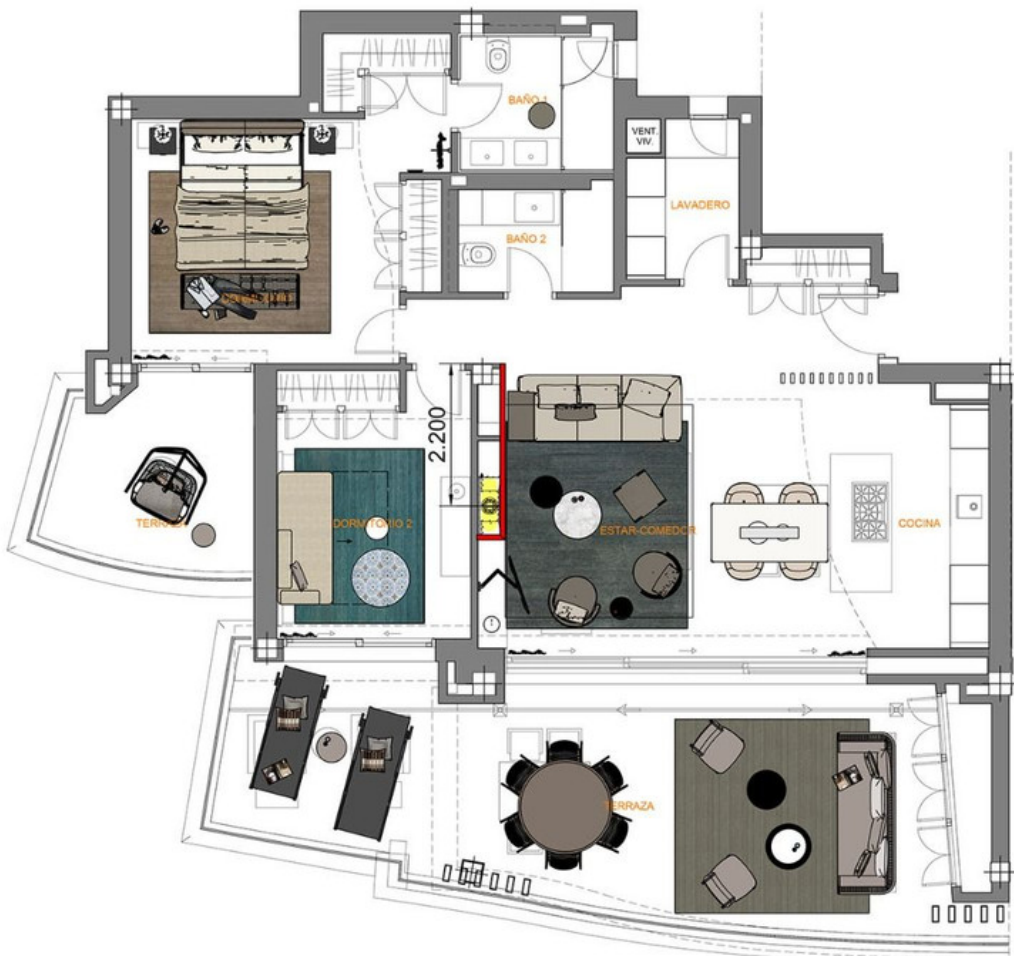 BAÑO 1
VENT.
VIV.
LAVADERO
BAÑO 2
2.200
TERRAZA
DORMITORIO 2
ESTAR-COMEDOR
COCINA
TERRAZA